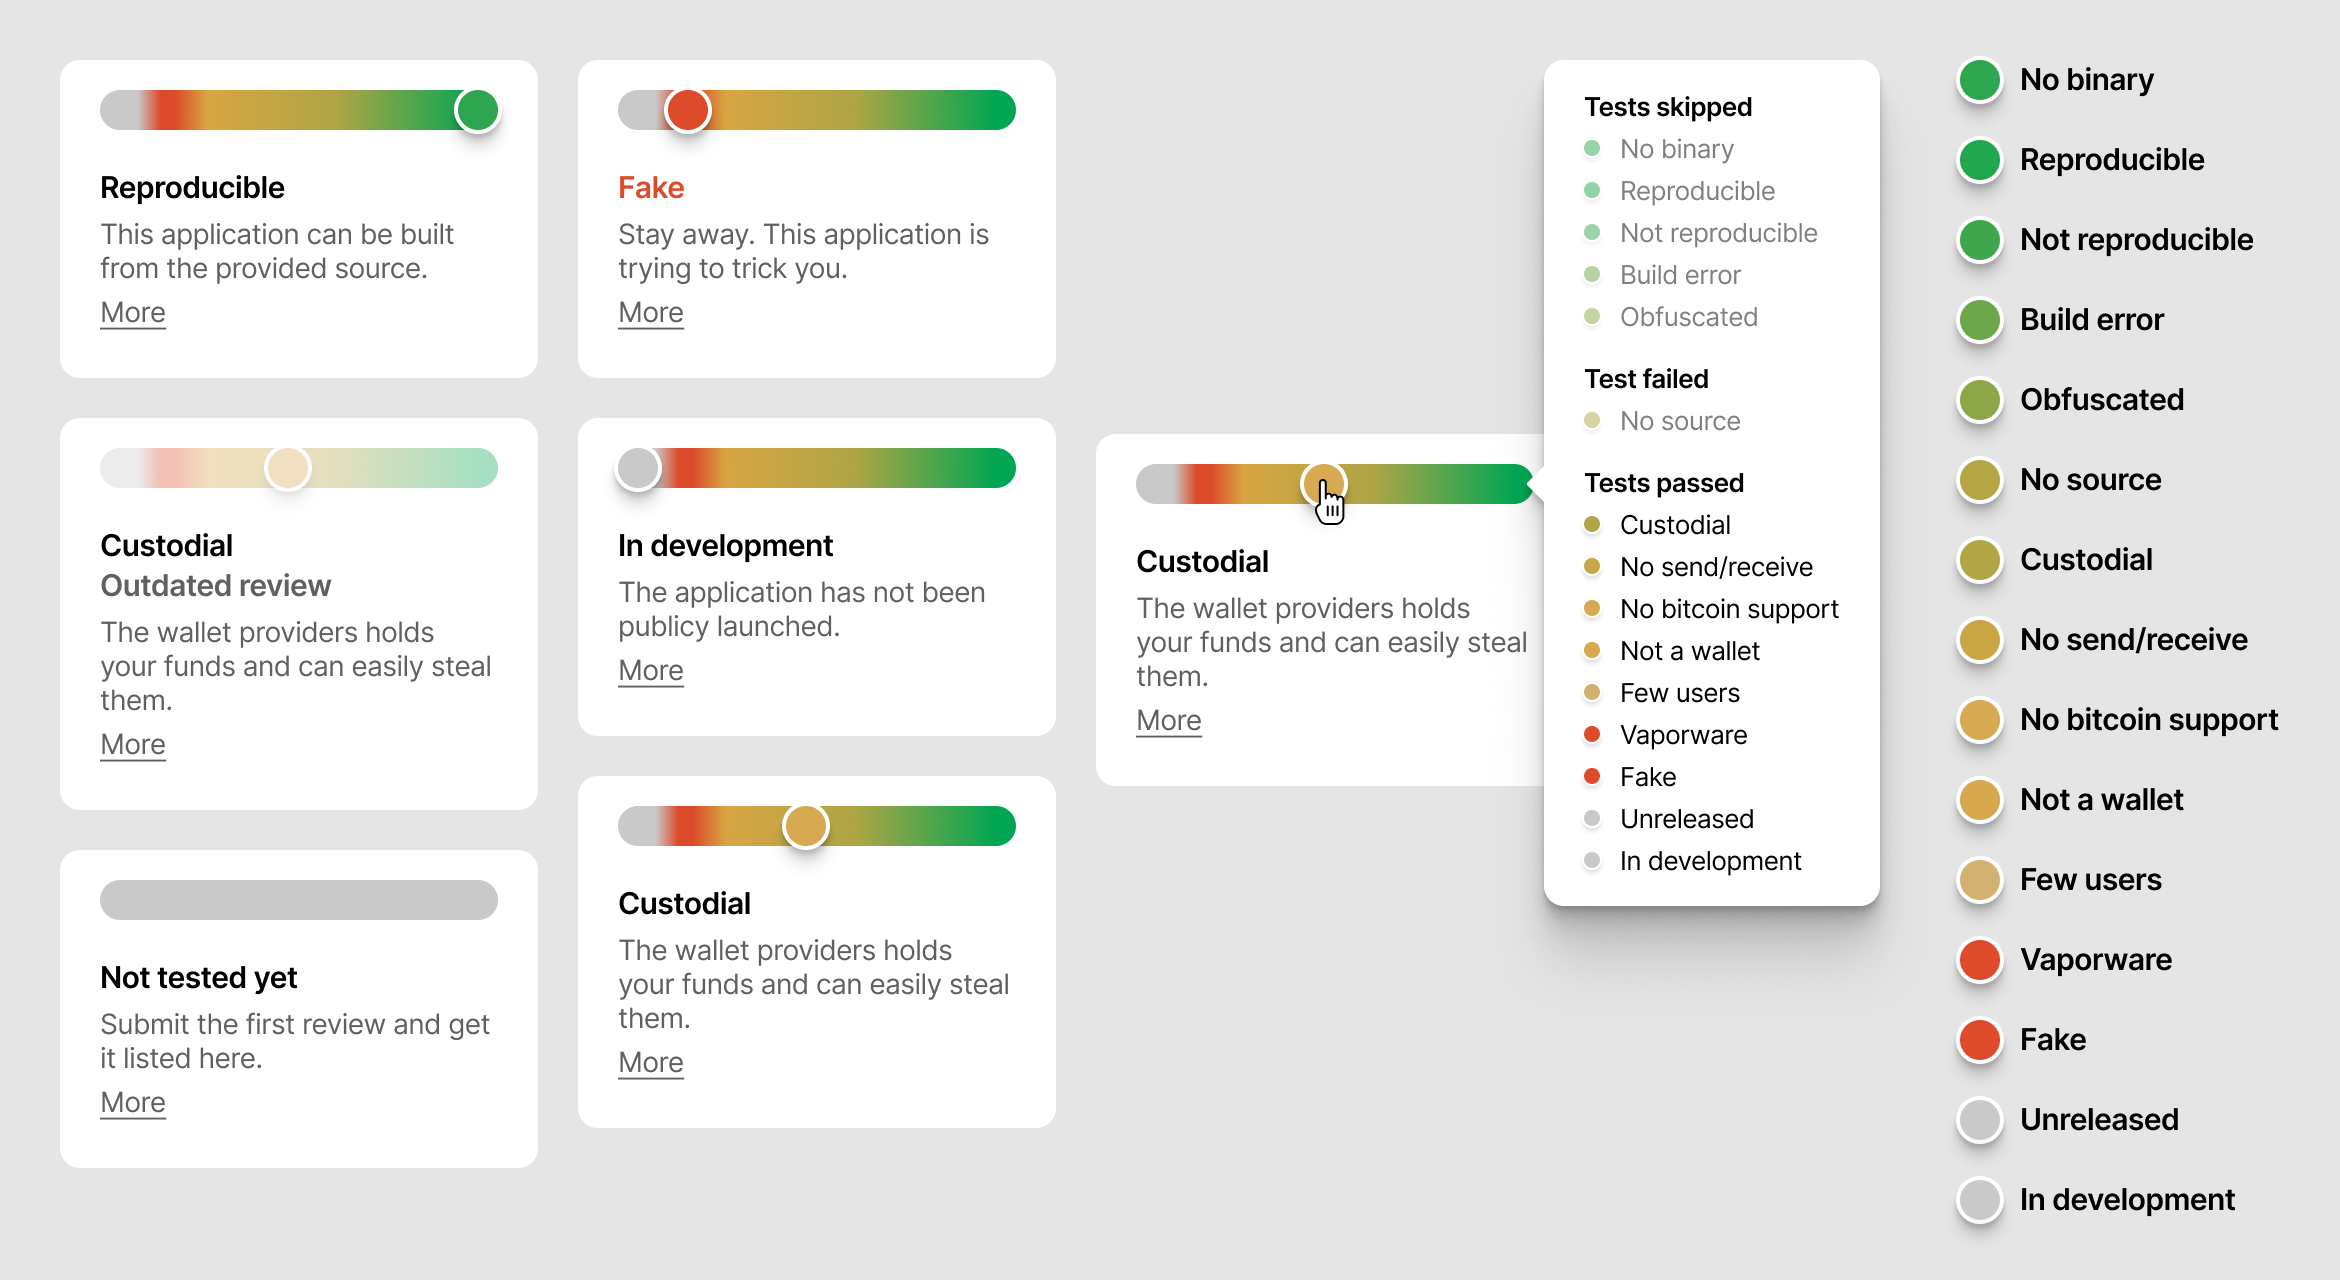 Reproducible
This application can be built
from the provided source.
More
Custodial
Outdated review
The wallet providers holds
your funds and can easily steal
them.
More
Not tested yet
Submit the first review and get
it listed here.
More
Fake
Stay away. This application is
trying to trick you.
More
In development
The application has not been
publicy launched.
More
Custodial
The wallet providers holds
your funds and can easily steal
them.
More
Custodial
The wallet providers holds
your funds and can easily steal
them.
More
Tests skipped
No binary
Reproducible
Not reproducible
Build error
Obfuscated
Test failed
No source
Tests passed
Custodial
No send/receive
No bitcoin support
Not a wallet
Few users
Vaporware
Fake
Unreleased
In development
No binary
Reproducible
Not reproducible
Build error
Obfuscated
No source
Custodial
No send/receive
No bitcoin support
Not a wallet
Few users
Vaporware
Fake
Unreleased
In development